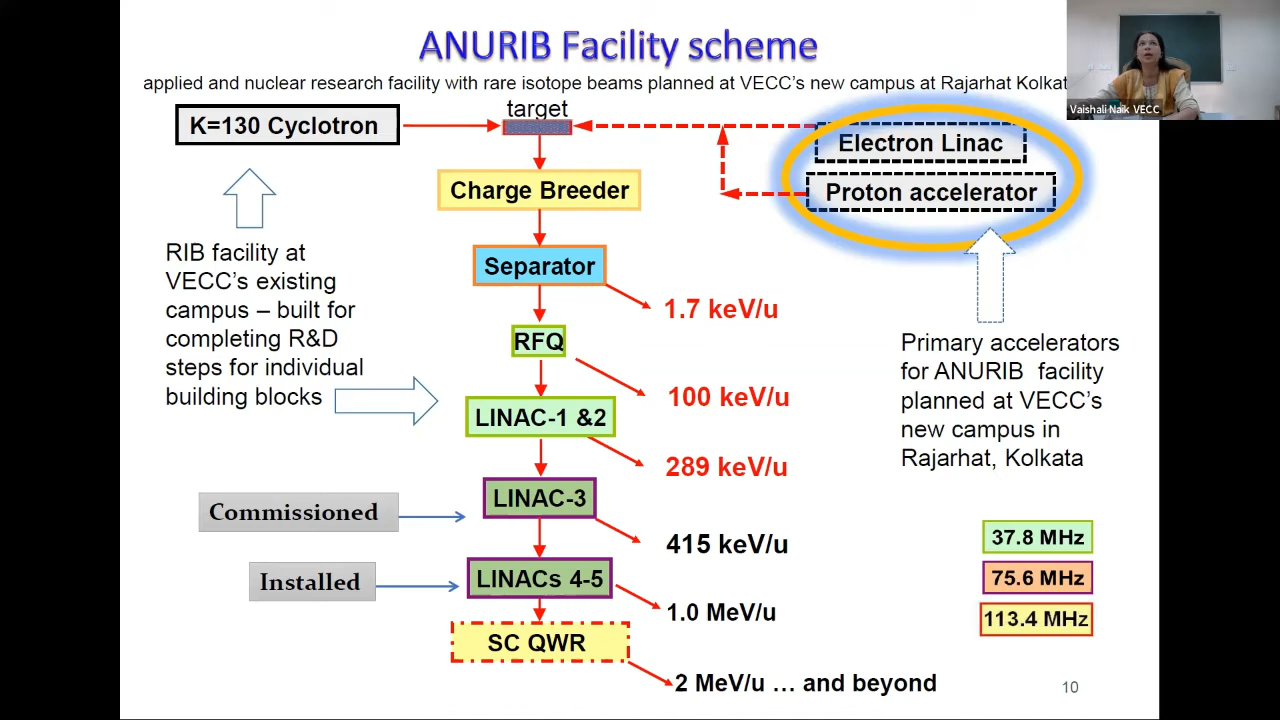 ANURIB Facility scheme
applied and nuclear research facility with rare isotope beams planned at VECC's new campus at Rajarhat Kolkat
Vaishali Naik VECC
target
K=130 Cyclotron
Electron Linac
Proton accelerator
Charge Breeder
Separator
1.7 keV/u
RFQ
100 keV/u
LINAC-1 &2
289 keV/u
LINAC-3
415 keV/u
LINACs 4-5
1.0 MeV/u
SC QWR
2 MeV/u … and beyond
RIB facility at
VECC's existing
campus – built for
completing R&D
steps for individual
building blocks
Commissioned
Installed
Primary accelerators
for ANURIB facility
planned at VECC's
new campus in
Rajarhat, Kolkata
37.8 MHz
75.6 MHz
113.4 MHz
10